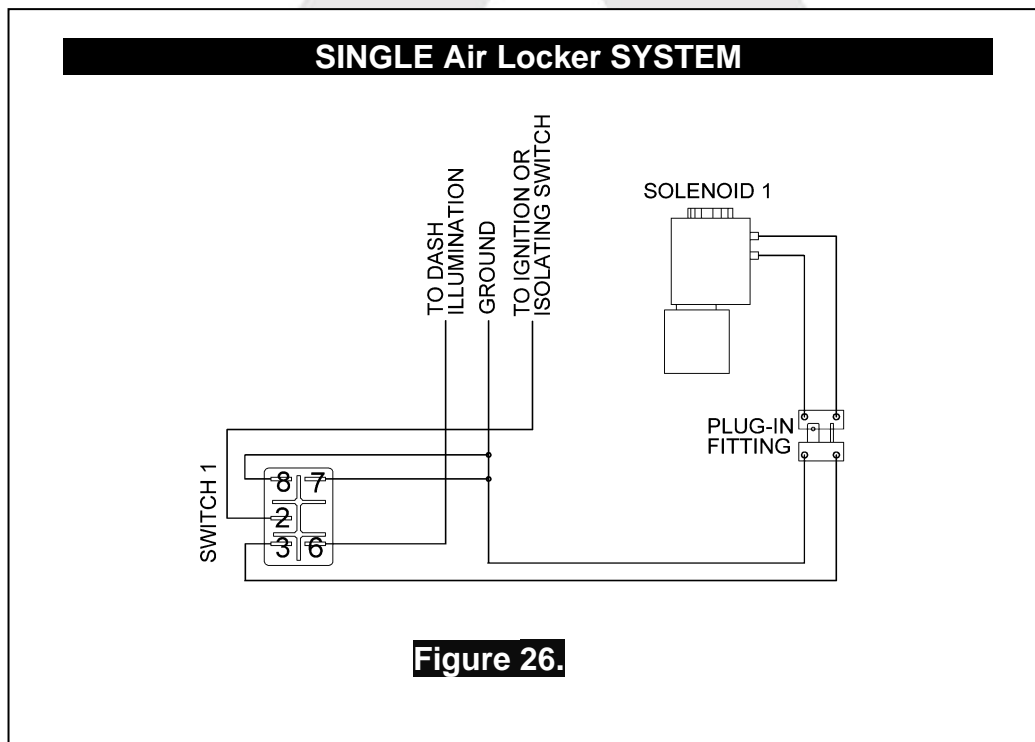 SINGLE Air Locker SYSTEM
TO DASH
ILLUMINATION
GROUND
TO IGNITION OR
ISOLATING SWITCH
SOLENOID 1
PLUG-IN
FITTING
SWITCH 1
8 7
2
3 6
Figure 26.